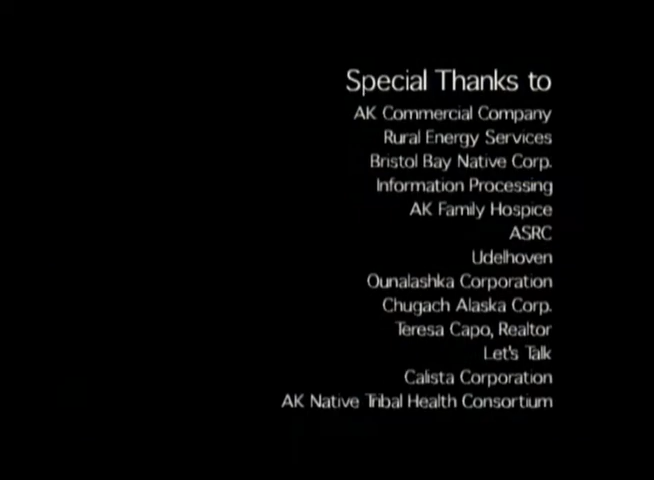 Special Thanks to
AK Commercial Company
Rural Energy Services
Bristol Bay Native Corp.
Information Processing
AK Family Hospice
ASRC
Udelhoven
Ounalashka Corporation
Chugach Alaska Corp.
Teresa Capo, Realtor
Let's Talk
Calista Corporation
AK Native Tribal Health Consortium